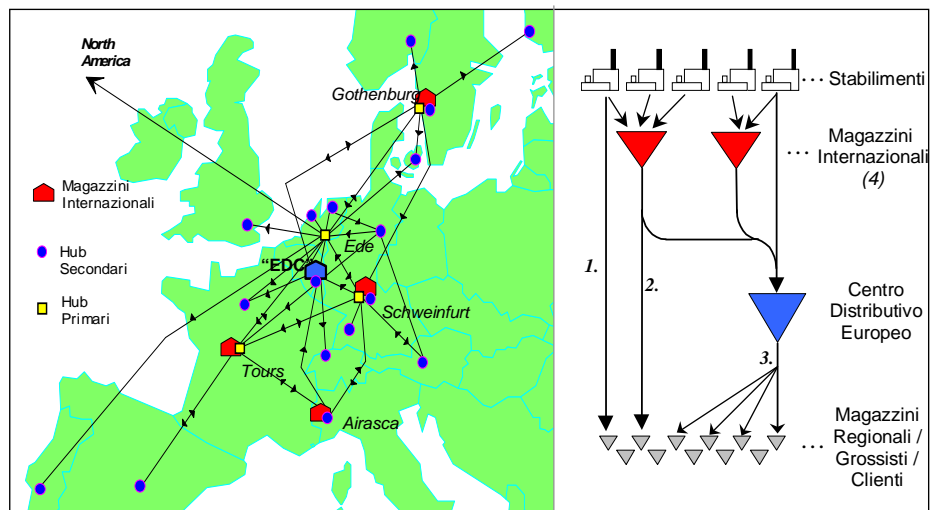 North
America
Gothenburg
Magazzini
Internazionali
Hub
Secondari
Hub
Primari
Ede
"EDC"
Schweinfurt
Tours
Airasca
... Stabilimenti
... Magazzini
Internazionali
(4)
1.
2.
Centro
Distributivo
Europeo
3.
... Magazzini
Regionali /
Grossisti /
Clienti